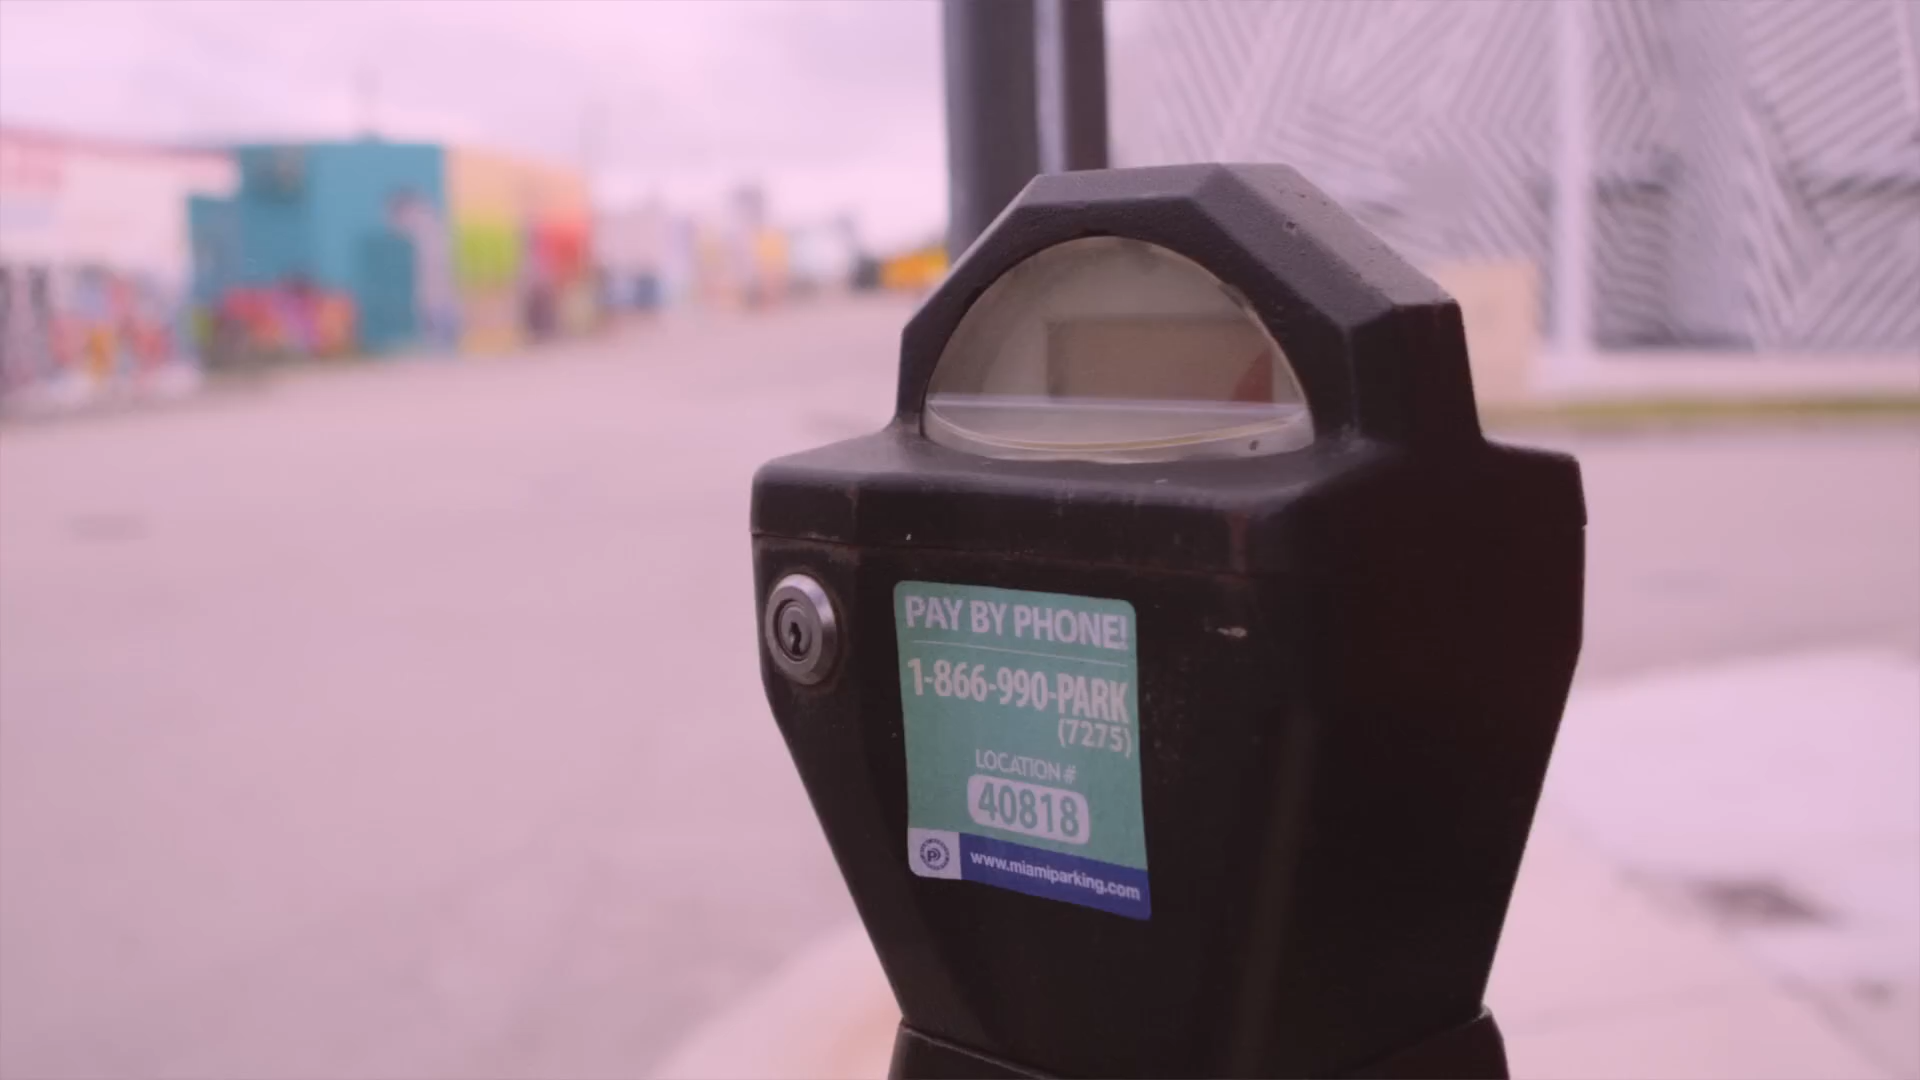 PAY BY PHONE!
1-866-990-PARK
(7275)
LOCATION #
40818
www.miamiparking.com